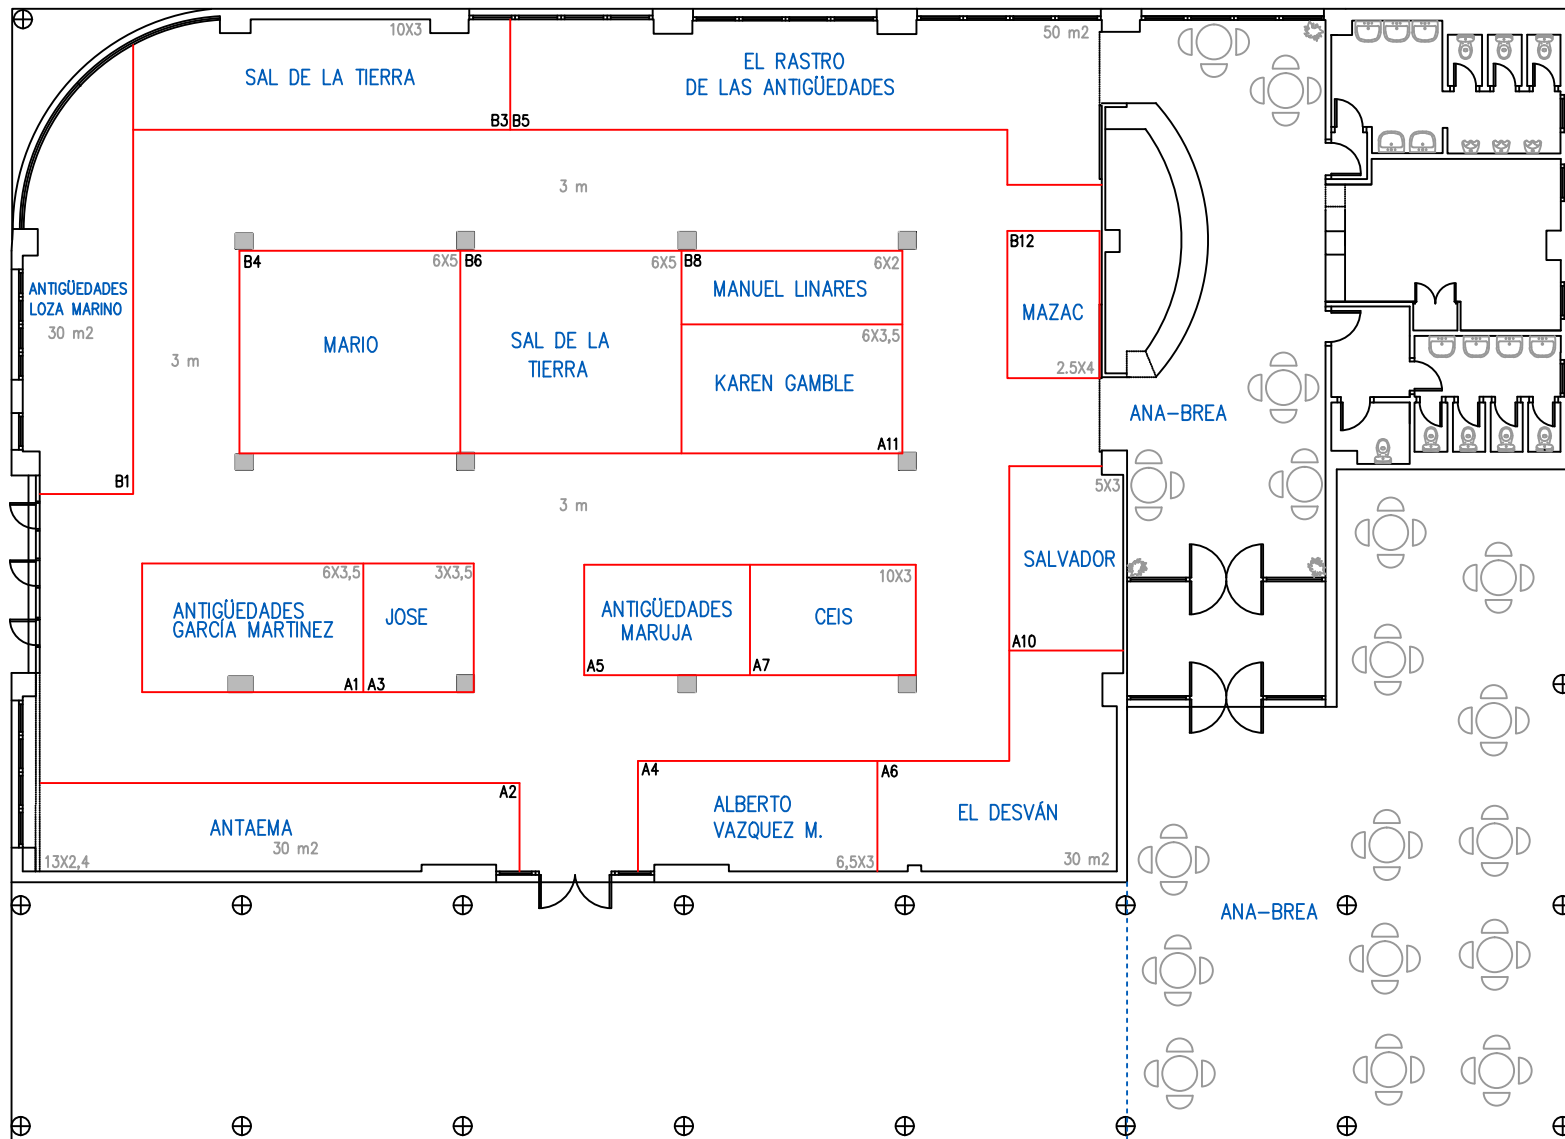 10X3
50 m2
SAL DE LA TIERRA
EL RASTRO
DE LAS ANTIGÜEDADES
B3
B5
3 m
B4
6X5
B6
6X5
B8
6X2
B12
ANTIGÜEDADES
LOZA MARINO
30 m2
MANUEL LINARES
MAZAC
3 m
MARIO
SAL DE LA
TIERRA
6X3,5
KAREN GAMBLE
2.5X4
ANA-BREA
A11
B1
3 m
5X3
SALVADOR
6X3,5
3X3,5
10X3
ANTIGÜEDADES
GARCÍA MARTINEZ
JOSE
ANTIGÜEDADES
MARUJA
CEIS
A10
A5
A7
A1
A3
A4
A6
A2
ANTAEMA
30 m2
13X2,4
ALBERTO
VAZQUEZ M.
6,5X3
EL DESVÁN
30 m2
ANA-BREA